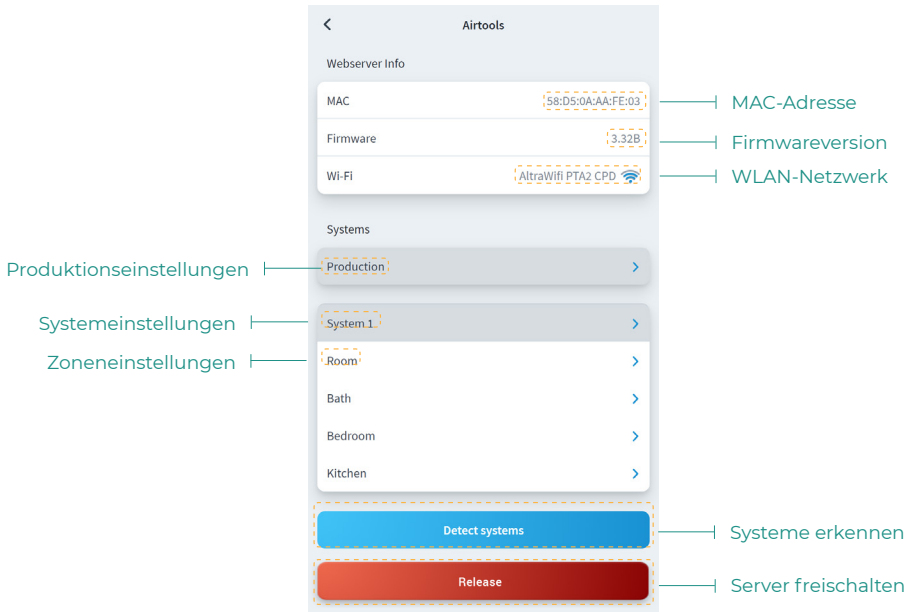 Airtools
Webserver Info
MAC 58:D5:0A:AA:FE:03 MAC-Adresse
Firmware 3.32B Firmwareversion
Wi-Fi AltraWifi PTA2 CPD WLAN-Netzwerk
Systems
Produktionseinstellungen Production
Systemeinstellungen System 1
Zoneneinstellungen Room
Bath
Bedroom
Kitchen
Detect systems Systeme erkennen
Release Server freischalten